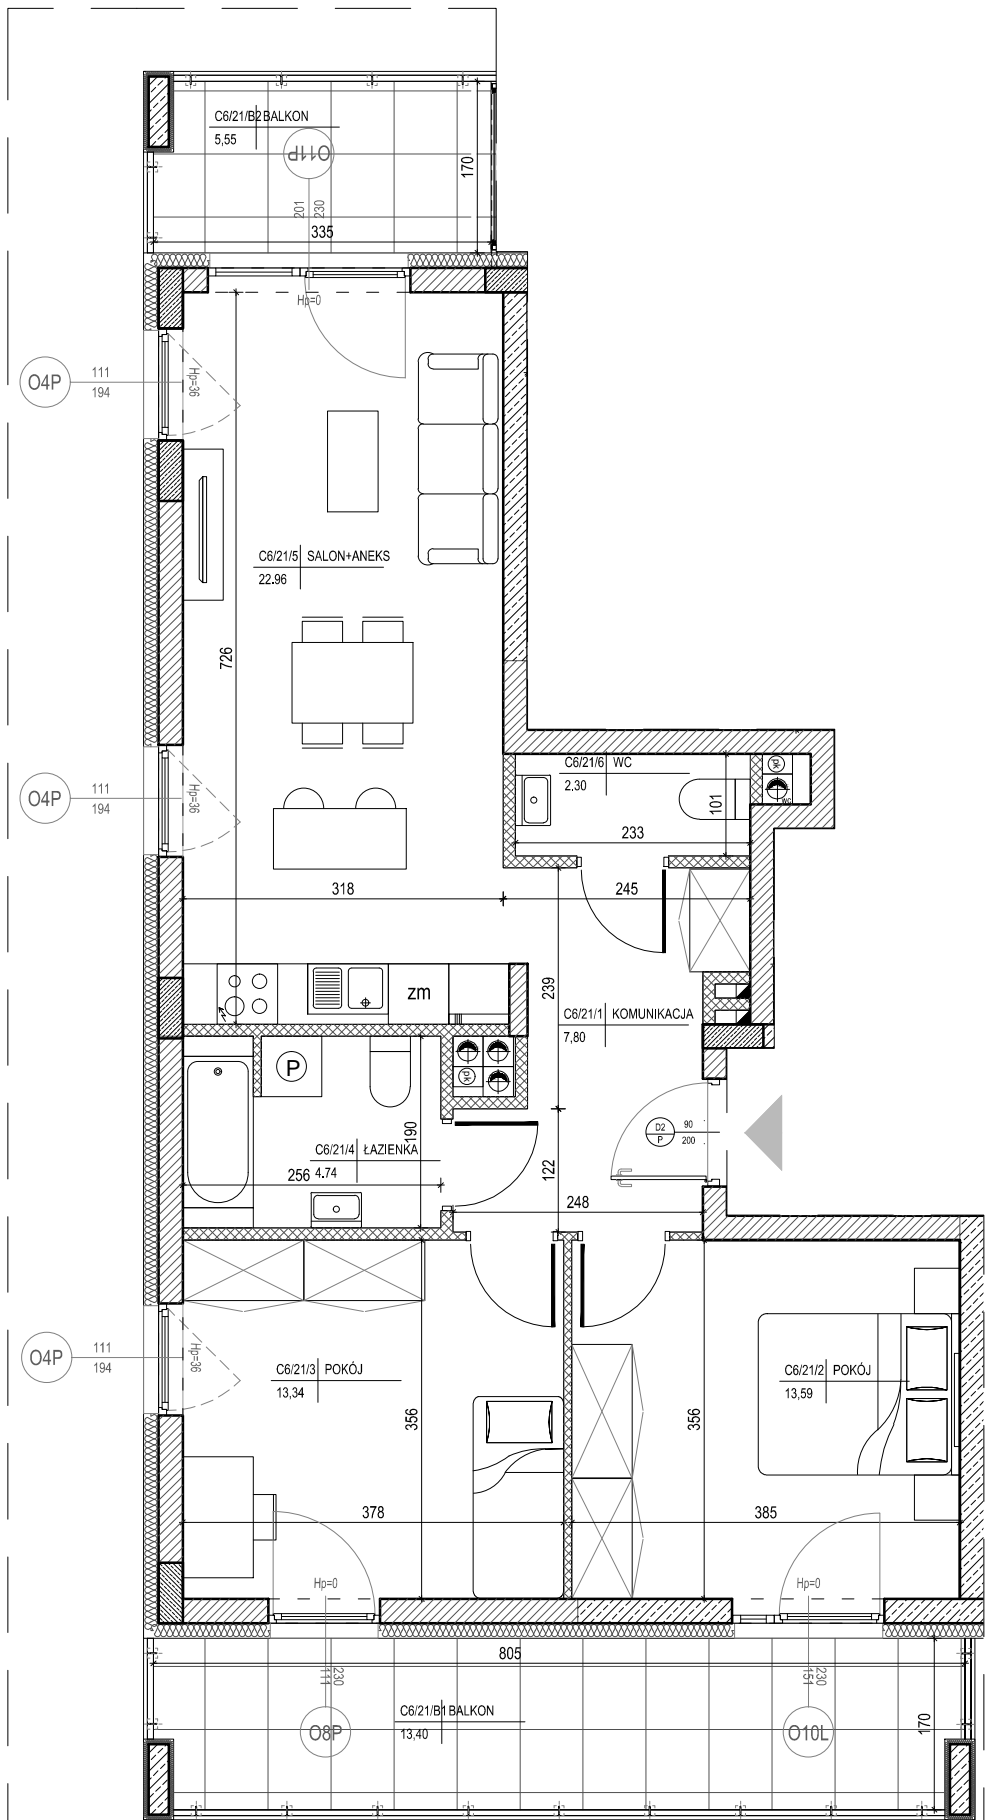 C6/21/B2 BALKON
5,55
O11P
170
201
230
335
Hp=0
O4P
111
194
Hp=36
C6/21/5 SALON+ANEKS
22.96
726
O4P
111
194
Hp=36
C6/21/6 WC
2.30
pk
WC
101
233
318
245
zm
239
C6/21/1 KOMUNIKACJA
7,80
P
pk
190
C6/21/4 ŁAZIENKA
4.74
256
D2
P
90
200
122
248
O4P
111
194
Hp=36
C6/21/3 POKÓJ
13,34
C6/21/2 POKÓJ
13,59
356
356
378
385
Hp=0
Hp=0
805
230
111
230
151
C6/21/B1 BALKON
13,40
O8P
O10L
170